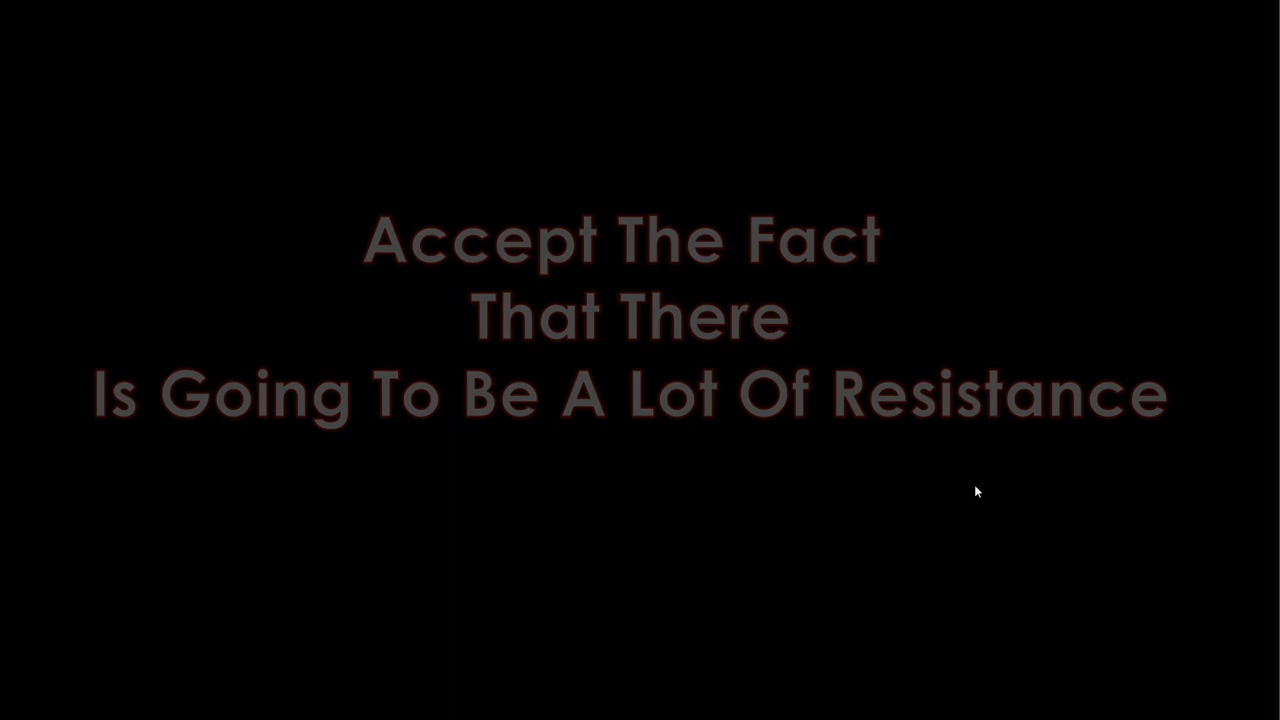 Accept The Fact
That There
Is Going To Be A Lot Of Resistance